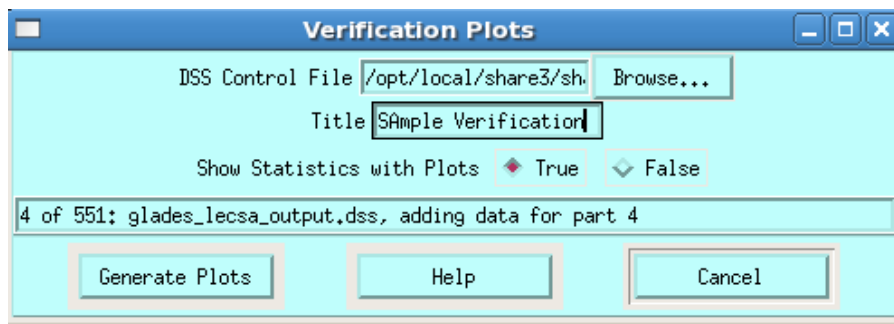 Verification Plots
DSS Control File /opt/local/share3/sh Browse...
Title SAmple Verification
Show Statistics with Plots True False
4 of 551: glades_lecsa_output.dss, adding data for part 4
Generate Plots Help Cancel